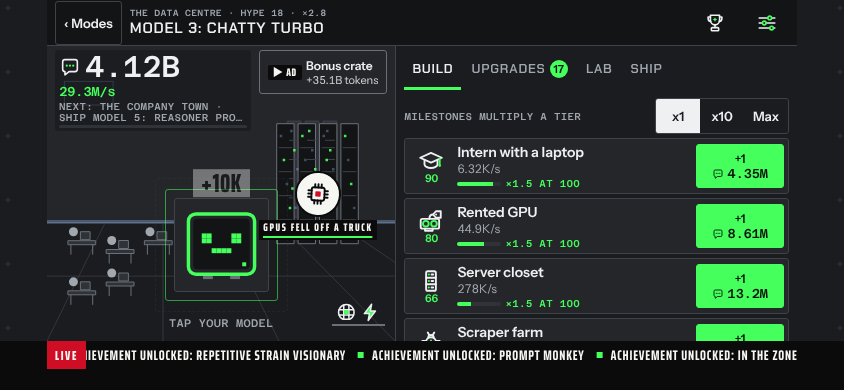 ‹ Modes
THE DATA CENTRE · HYPE 18 · ×2.8
MODEL 3: CHATTY TURBO
4.12B
29.3M/s
NEXT: THE COMPANY TOWN ·
SHIP MODEL 5: REASONER PRO…
▶ AD
Bonus crate
+35.1B tokens
+10K
GPUS FELL OFF A TRUCK
TAP YOUR MODEL
BUILD
UPGRADES 17
LAB
SHIP
MILESTONES MULTIPLY A TIER
x1
x10
Max
Intern with a laptop
6.32K/s
90
×1.5 AT 100
+1
4.35M
Rented GPU
44.9K/s
80
×1.5 AT 100
+1
8.61M
Server closet
278K/s
66
×1.5 AT 100
+1
13.2M
Scraper farm
+1
LIVE
IEVEMENT UNLOCKED: REPETITIVE STRAIN VISIONARY ■ ACHIEVEMENT UNLOCKED: PROMPT MONKEY ■ ACHIEVEMENT UNLOCKED: IN THE ZONE